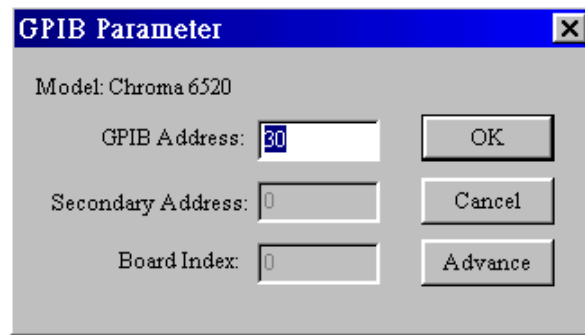 GPIB Parameter
Model: Chroma 6520
GPIB Address: 30 OK
Secondary Address: 0 Cancel
Board Index: 0 Advance